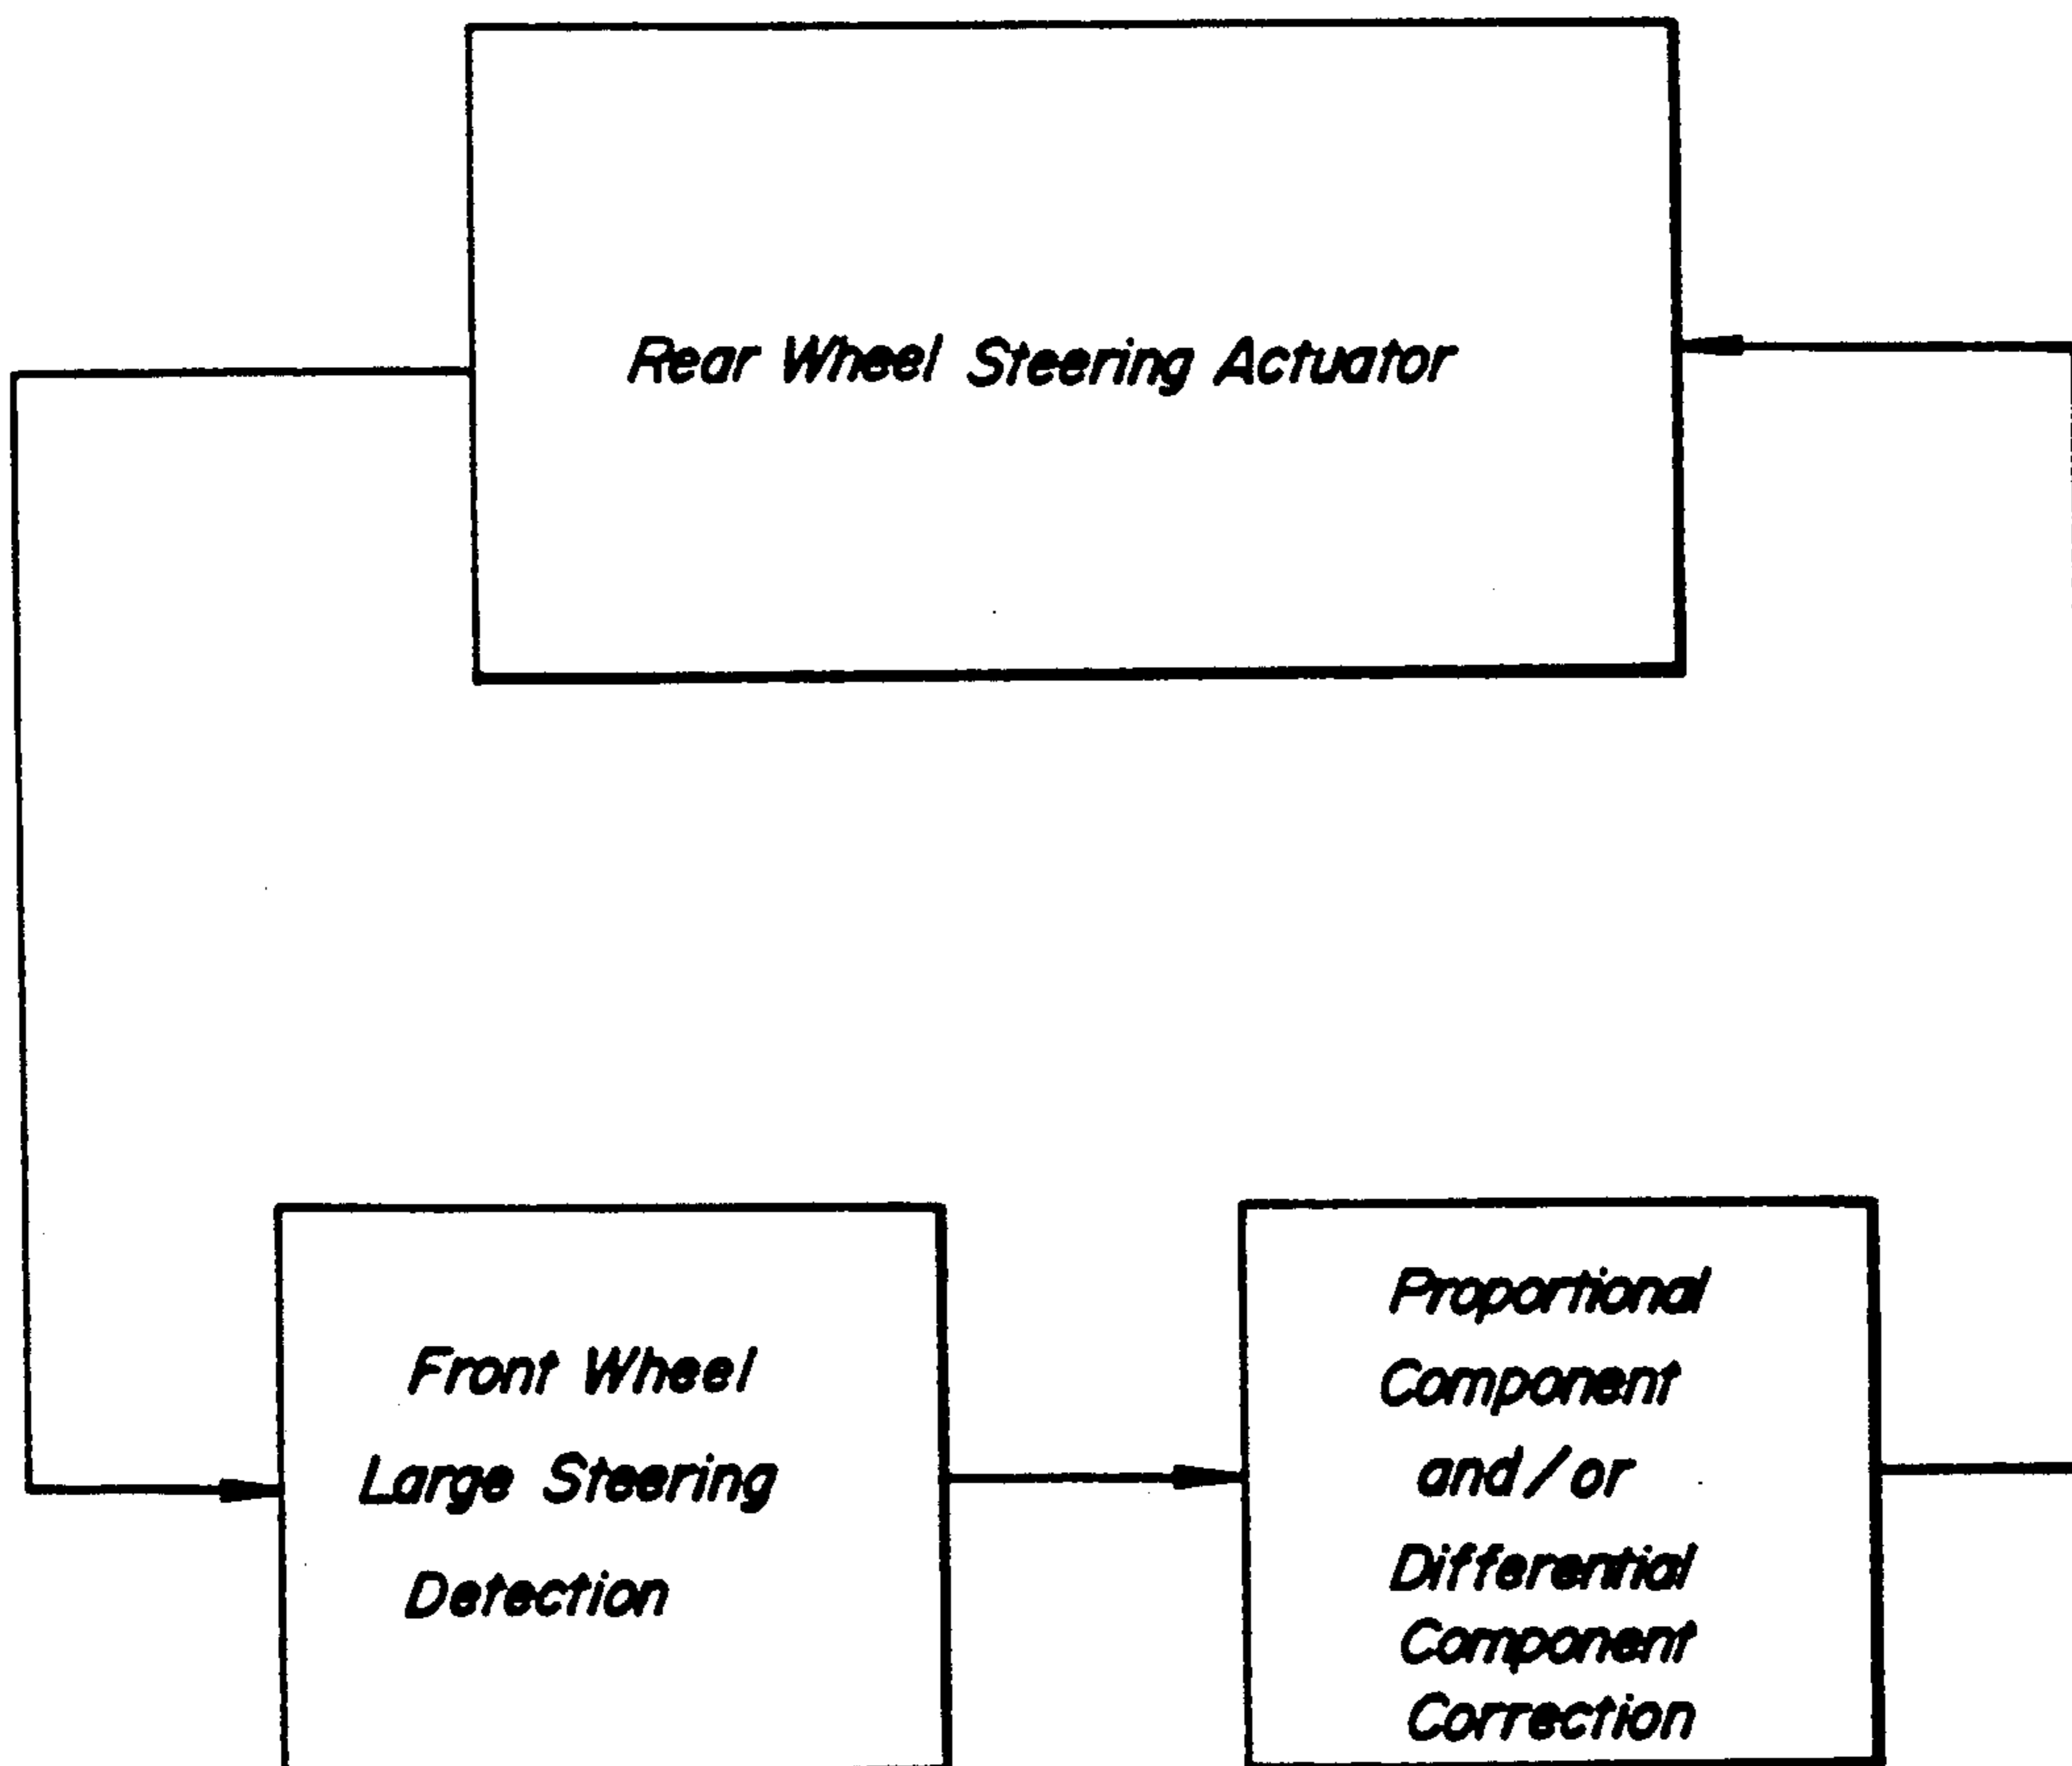 Rear Wheel Steering Actuator
Front Wheel
Large Steering
Detection
Proportional
Component
and/or
Differential
Component
Correction